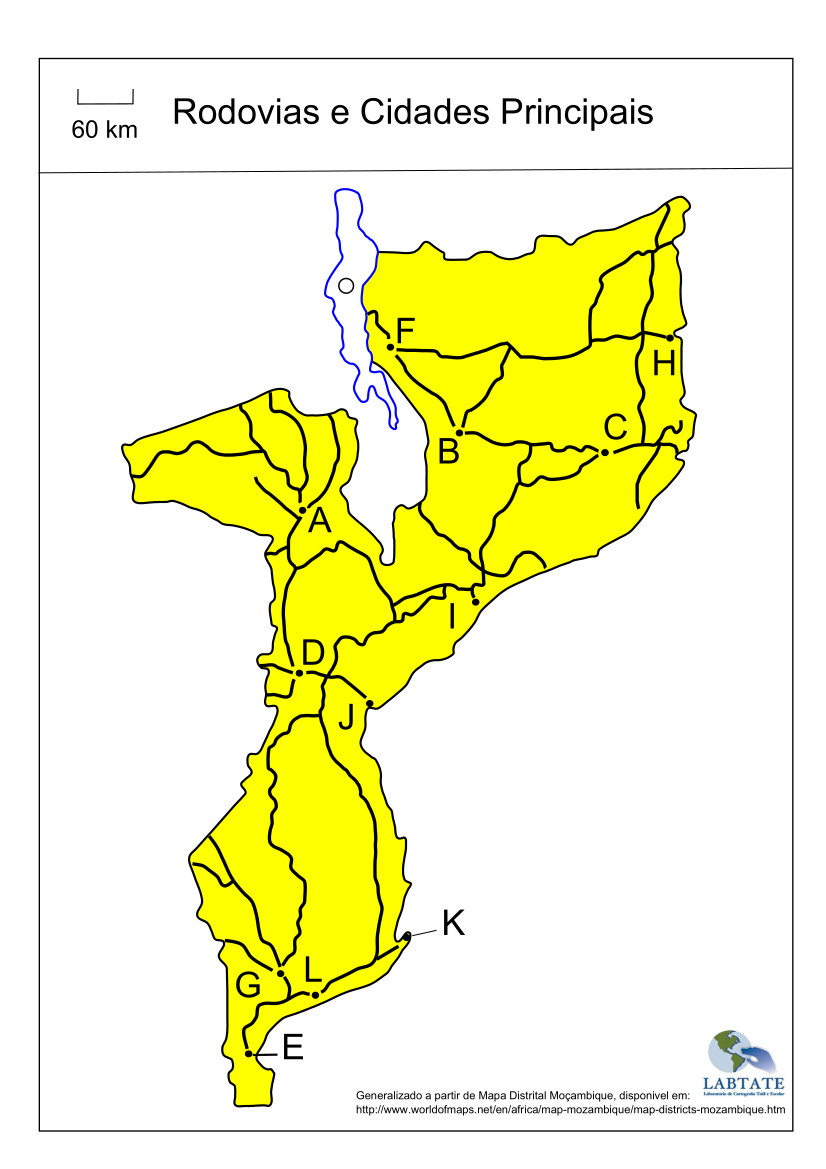 Rodovias e Cidades Principais
60 km
F
H
C
B
A
I
D
J
K
L
G
E
LABTATE
Laboratório de Cartografia Tátil e Escolar
Generalizado a partir de Mapa Distrital Moçambique, disponivel em:
http://www.worldofmaps.net/en/africa/map-mozambique/map-districts-mozambique.htm